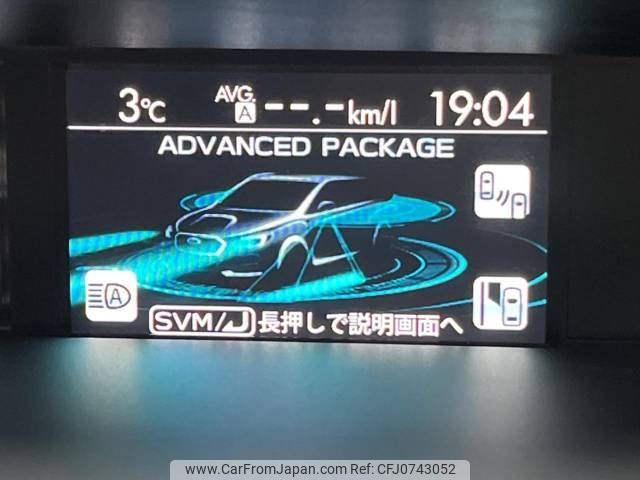 3℃ AVG. A --.- km/l 19:04
ADVANCED PACKAGE
A
SVM/⮠ 長押しで説明画面へ
www.CarFromJapan.com - CFJ0743052